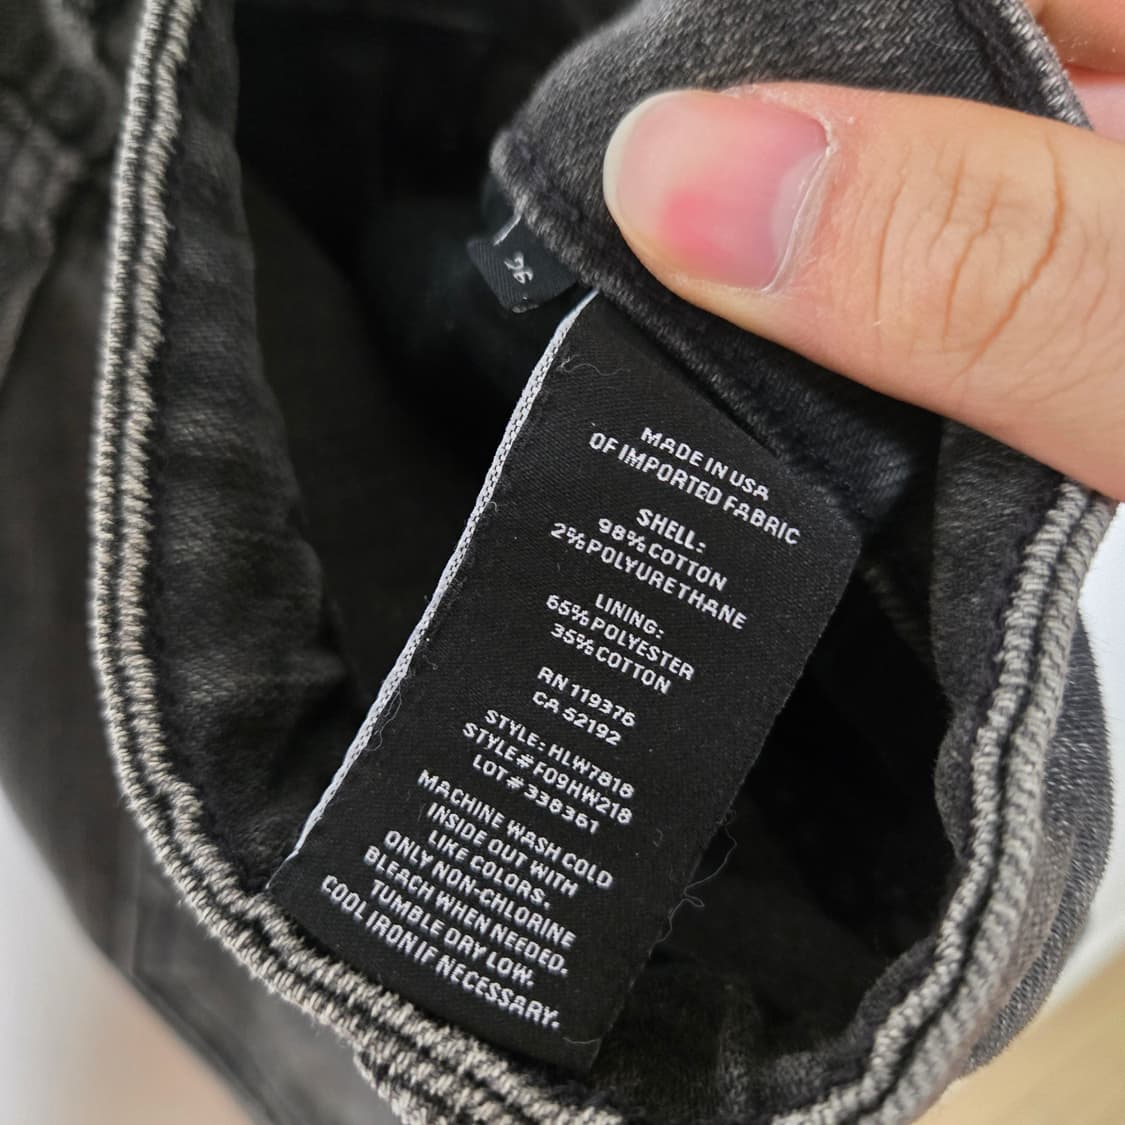 26
MADE IN USA
OF IMPORTED FABRIC
SHELL:
98% COTTON
2% POLYURETHANE
LINING:
65% POLYESTER
35% COTTON
RN 119376
CA 52192
STYLE: HLW7818
STYLE# F09HW218
LOT # 338361
MACHINE WASH COLD
INSIDE OUT WITH
LIKE COLORS.
ONLY NON-CHLORINE
BLEACH WHEN NEEDED.
TUMBLE DRY LOW.
COOL IRON IF NECESSARY.